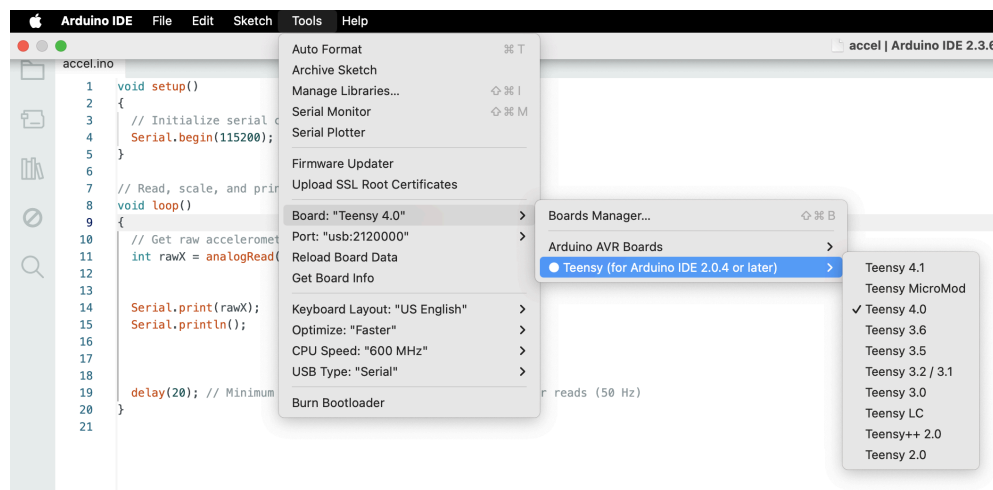 Arduino IDE File Edit Sketch Tools Help
accel | Arduino IDE 2.3.6
accel.ino
1 void setup()
2 {
3 // Initialize serial
4 Serial.begin(115200);
5 }
6
7 // Read, scale, and
8 void loop()
9 {
10 // Get raw
11 int rawX = analogRead(
12
13
14 Serial.print(rawX);
15 Serial.println();
16
17
18
19 delay(20); // Minimum
reads (50 Hz)
20 }
21
Auto Format ⌘ T
Archive Sketch
Manage Libraries... ⇧ ⌘ I
Serial Monitor ⇧ ⌘ M
Serial Plotter
Firmware Updater
Upload SSL Root Certificates
Board: "Teensy 4.0"
Port: "usb:2120000"
Reload Board Data
Get Board Info
Keyboard Layout: "US English"
Optimize: "Faster"
CPU Speed: "600 MHz"
USB Type: "Serial"
Burn Bootloader
Boards Manager... ⇧ ⌘ B
Arduino AVR Boards
Teensy (for Arduino IDE 2.0.4 or later)
Teensy 4.1
Teensy MicroMod
✓ Teensy 4.0
Teensy 3.6
Teensy 3.5
Teensy 3.2 / 3.1
Teensy 3.0
Teensy LC
Teensy++ 2.0
Teensy 2.0